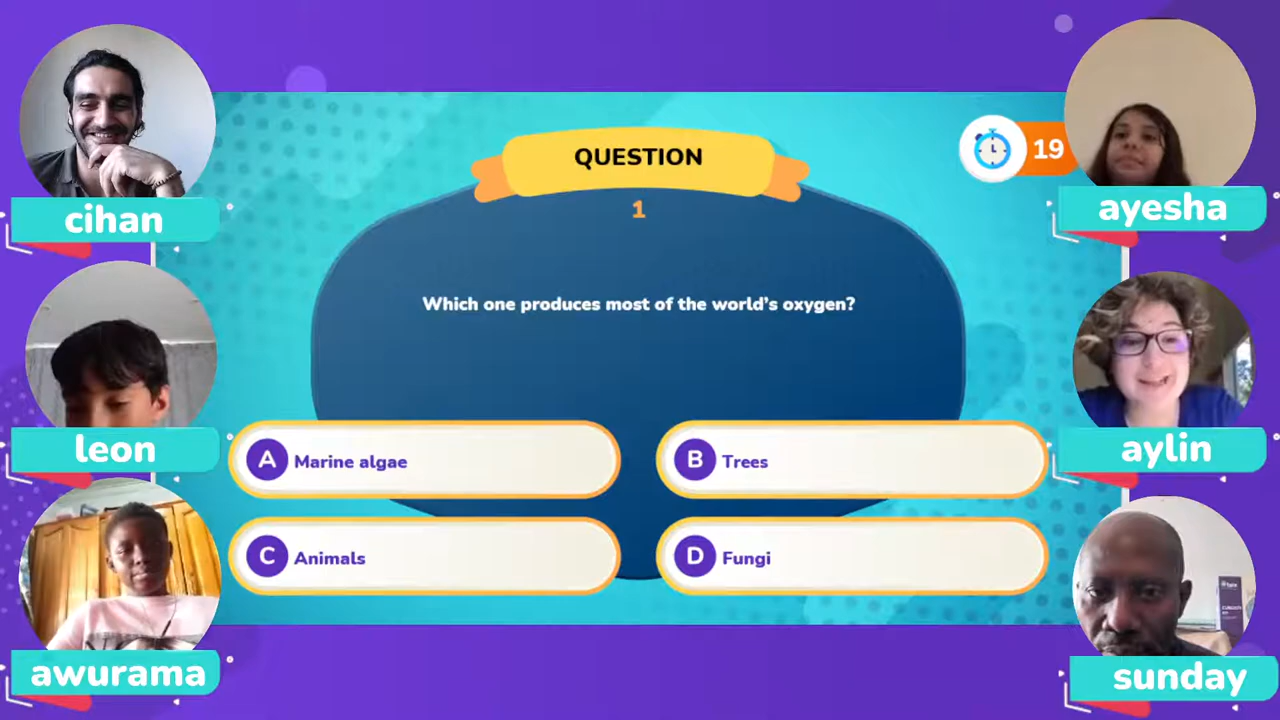 QUESTION
1
19
Which one produces most of the world's oxygen?
A Marine algae
B Trees
C Animals
D Fungi
cihan
ayesha
leon
aylin
awurama
sunday